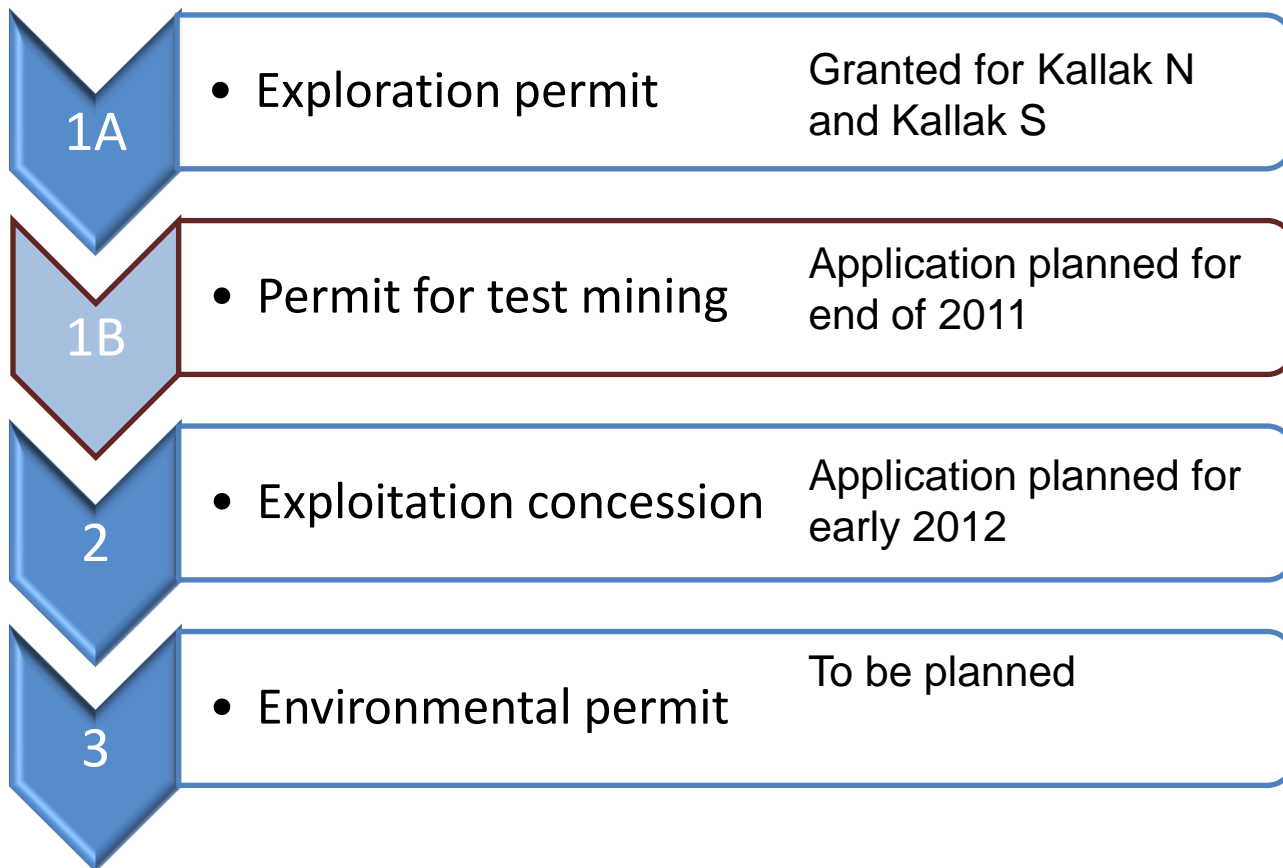 1A
• Exploration permit
Granted for Kallak N
and Kallak S
1B
• Permit for test mining
Application planned for
end of 2011
2
• Exploitation concession
Application planned for
early 2012
3
• Environmental permit
To be planned